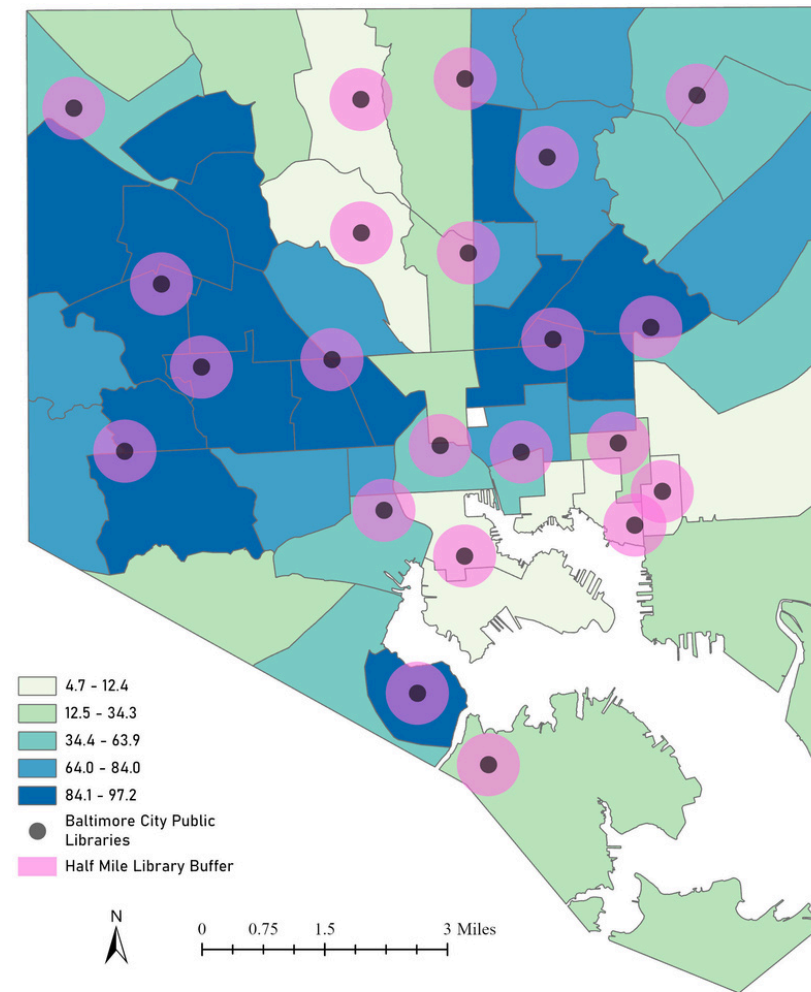 4.7 - 12.4
12.5 - 34.3
34.4 - 63.9
64.0 - 84.0
84.1 - 97.2
Baltimore City Public
Libraries
Half Mile Library Buffer
N
0 0.75 1.5 3 Miles